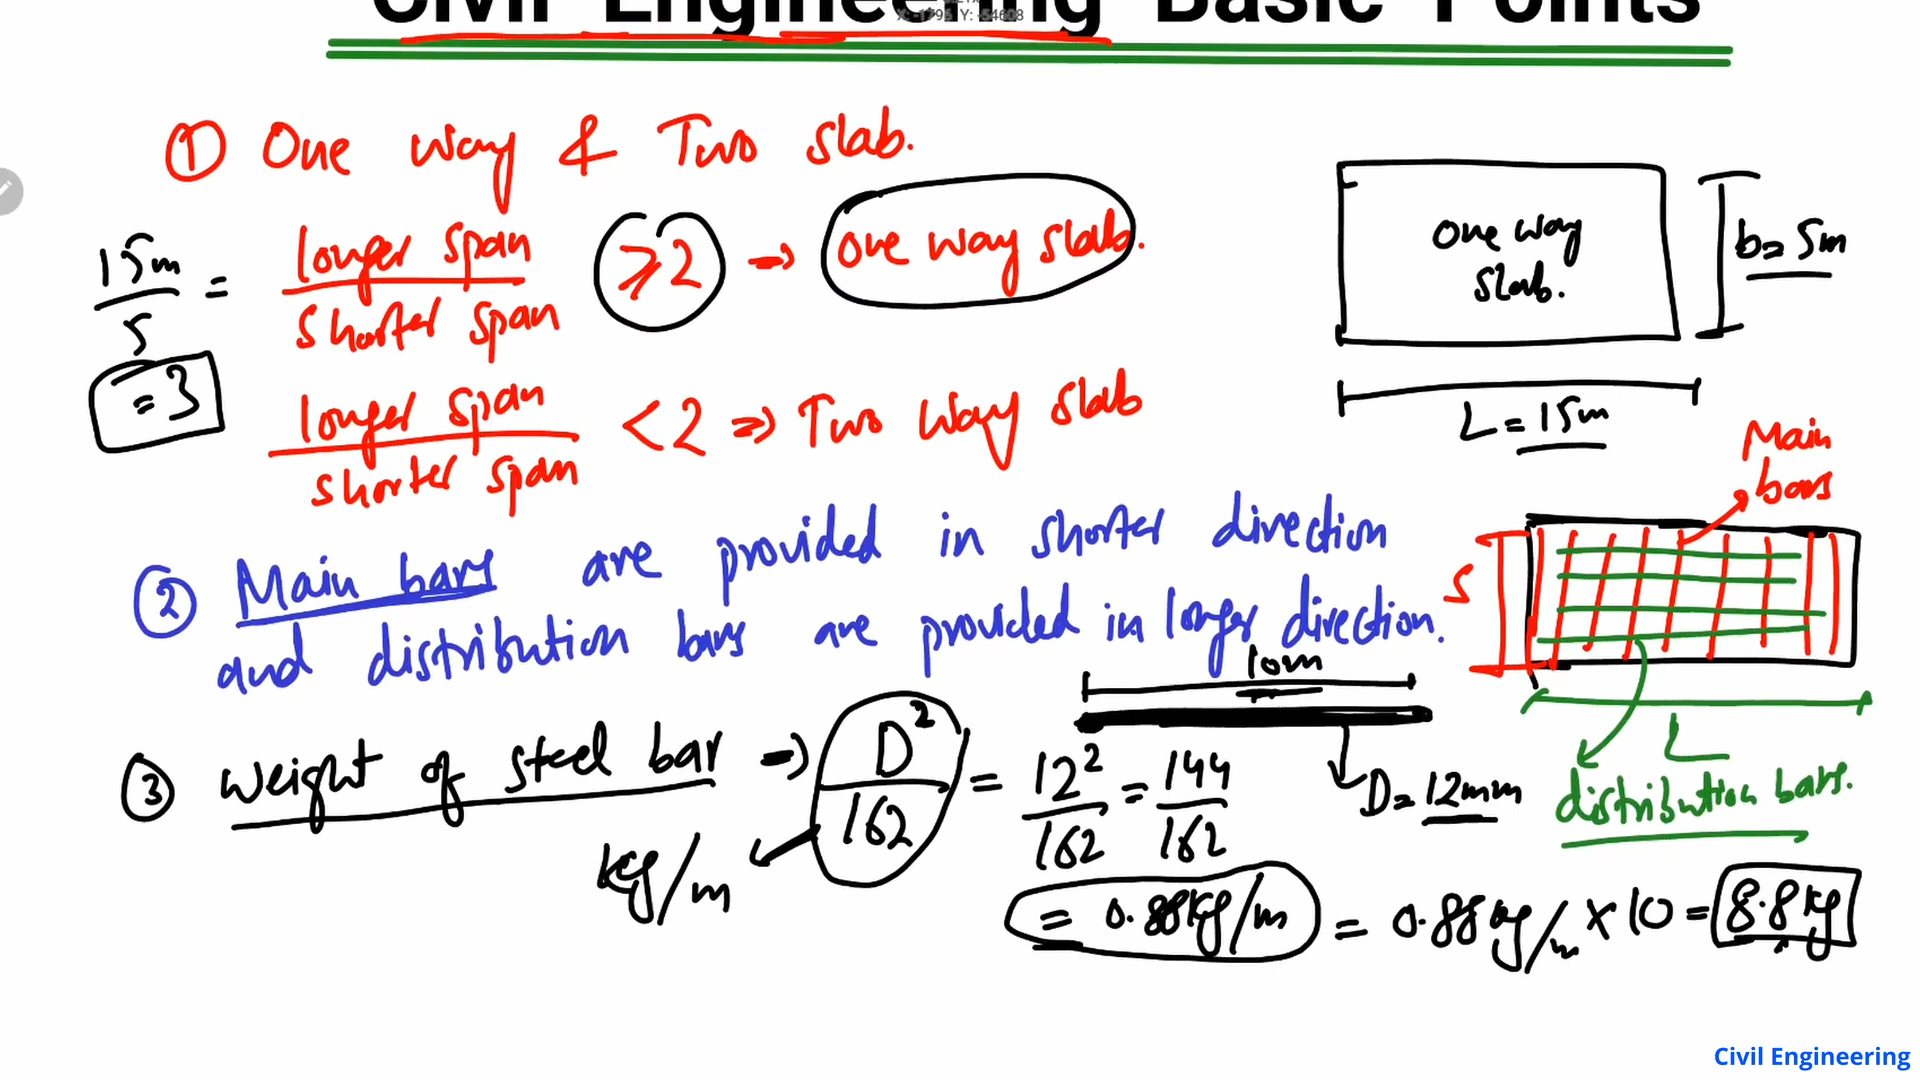 Civil Engineering Basic Points
① One way & Two slab.
15m/5 = longer span/shorter span ≥2 → one way slab.
= 3
longer span/shorter span <2 ⇒ Two way slab
one way
slab.
b= 5m
L = 15m
Main
bars
② Main bars are provided in shorter direction
and distribution bars are provided in longer direction.
S
L
distribution bars.
10m
D= 12mm
③ weight of steel bar ⇒ D²/162 = 12²/162 = 144/162
kg/m
= 0.88kg/m = 0.88kg/m × 10 = 8.8kg
Civil Engineering